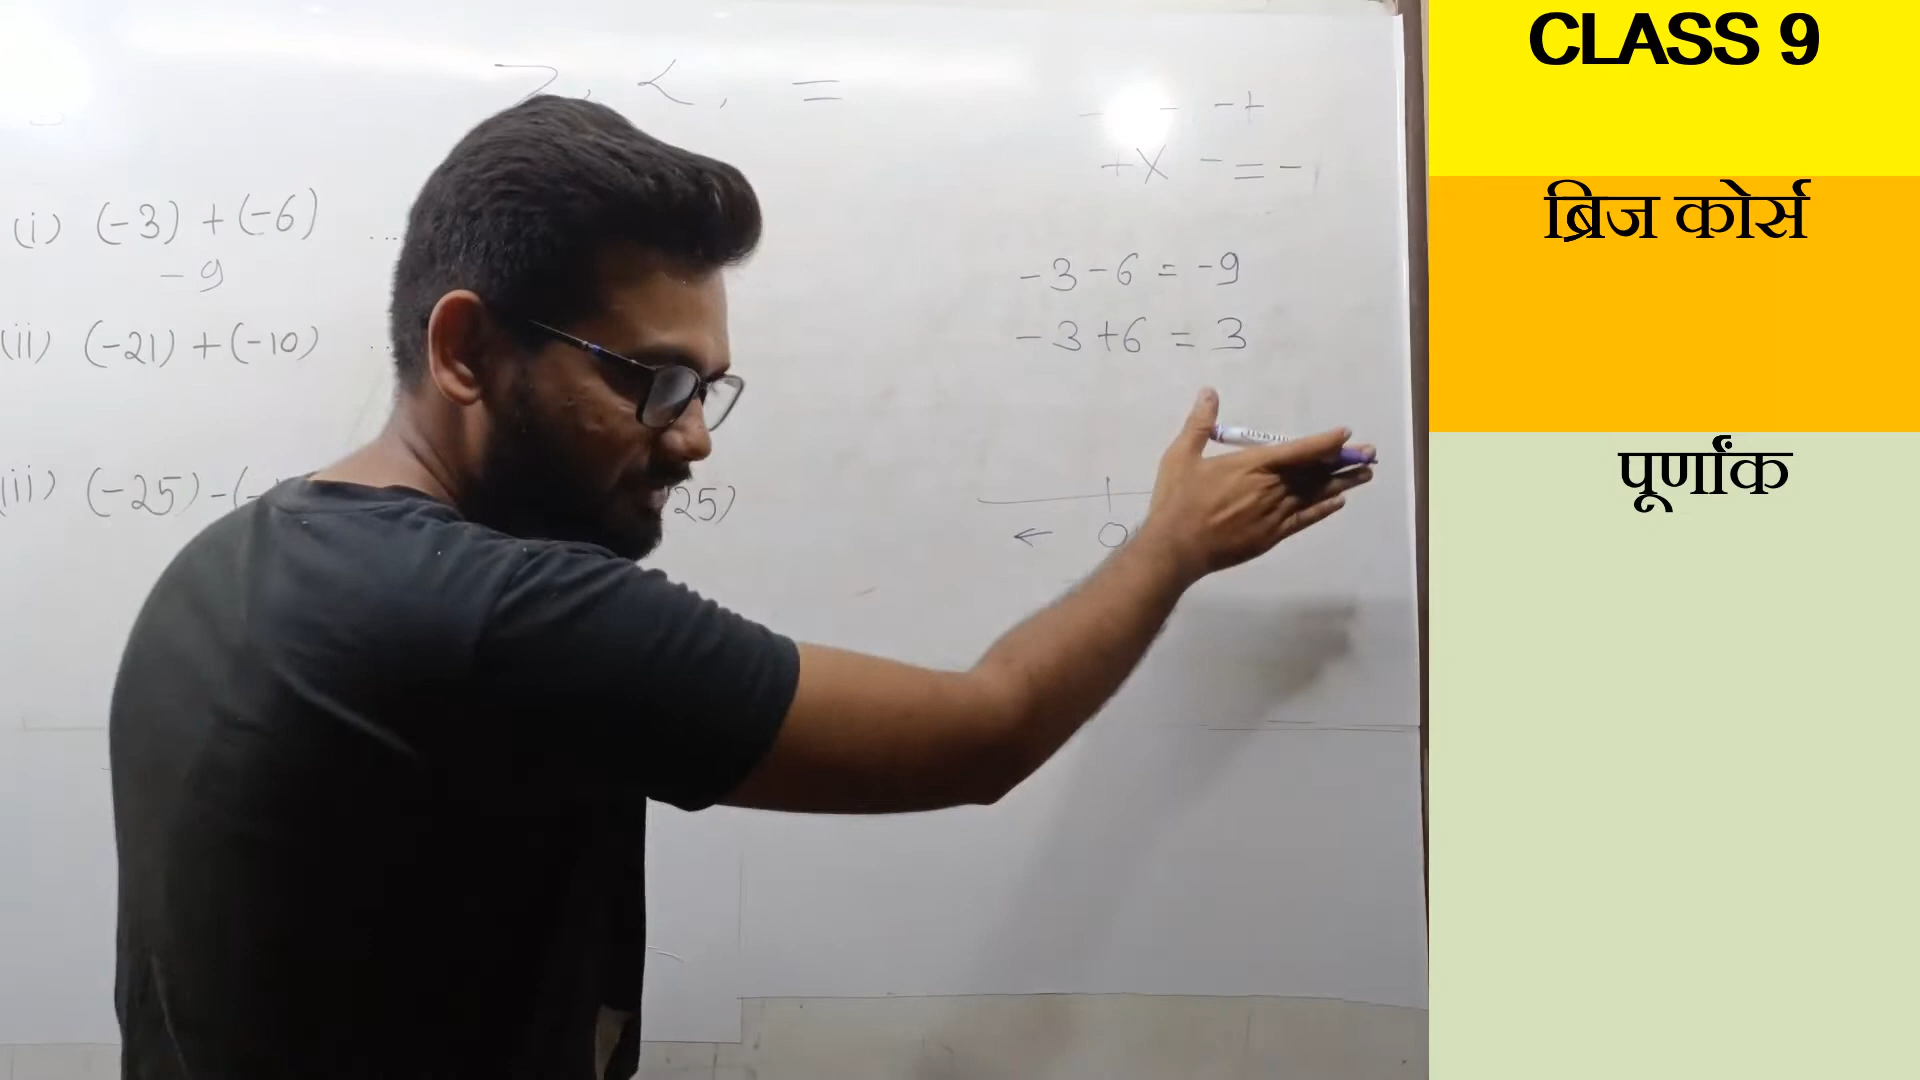 >, <, =
- +
+ X - = -
(i) (-3) + (-6) ...
-9
(ii) (-21) + (-10) ..
(iii) (-25) - (-
25)
-3 - 6 = -9
-3 + 6 = 3
← 0
CLASS 9
ब्रिज कोर्स
पूर्णांक